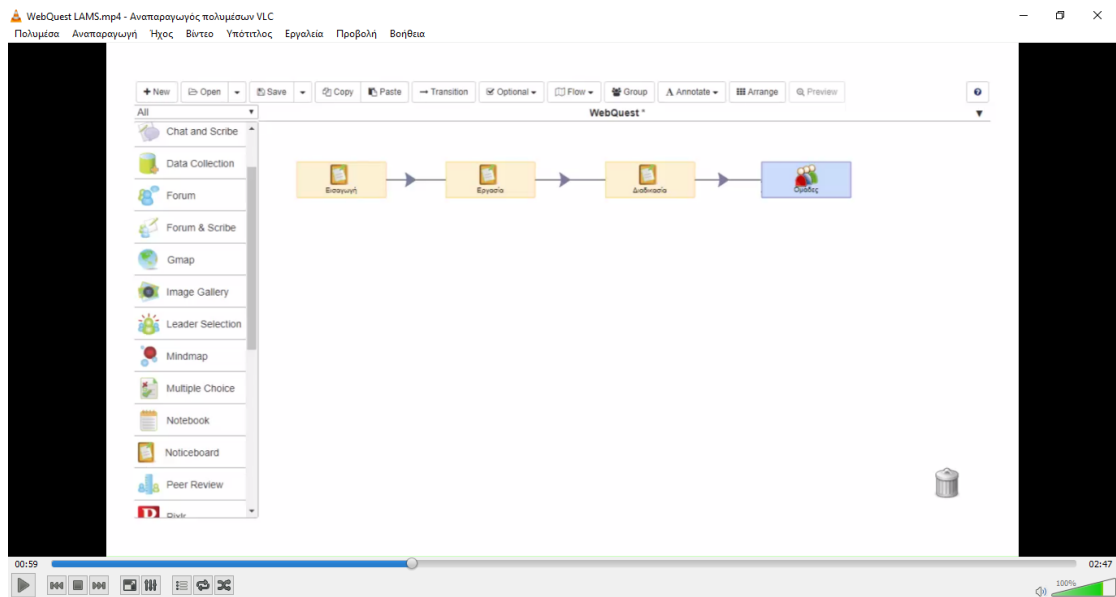 WebQuest LAMS.mp4 - Αναπαραγωγός πολυμέσων VLC
Πολυμέσα Αναπαραγωγή Ήχος Βίντεο Υπότιτλος Εργαλεία Προβολή Βοήθεια
New Open Save Copy Paste Transition Optional Flow Group Annotate Arrange Preview
All
WebQuest *
Chat and Scribe
Data Collection
Forum
Forum & Scribe
Gmap
Image Gallery
Leader Selection
Mindmap
Multiple Choice
Notebook
Noticeboard
Peer Review
Pixlr
Εισαγωγή Εργασία Διαδικασία Ομάδες
00:59 02:47
100%